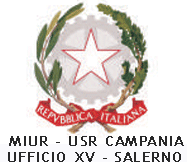 REPVBBLICA ITALIANA
MIUR - USR CAMPANIA
UFFICIO XV - SALERNO